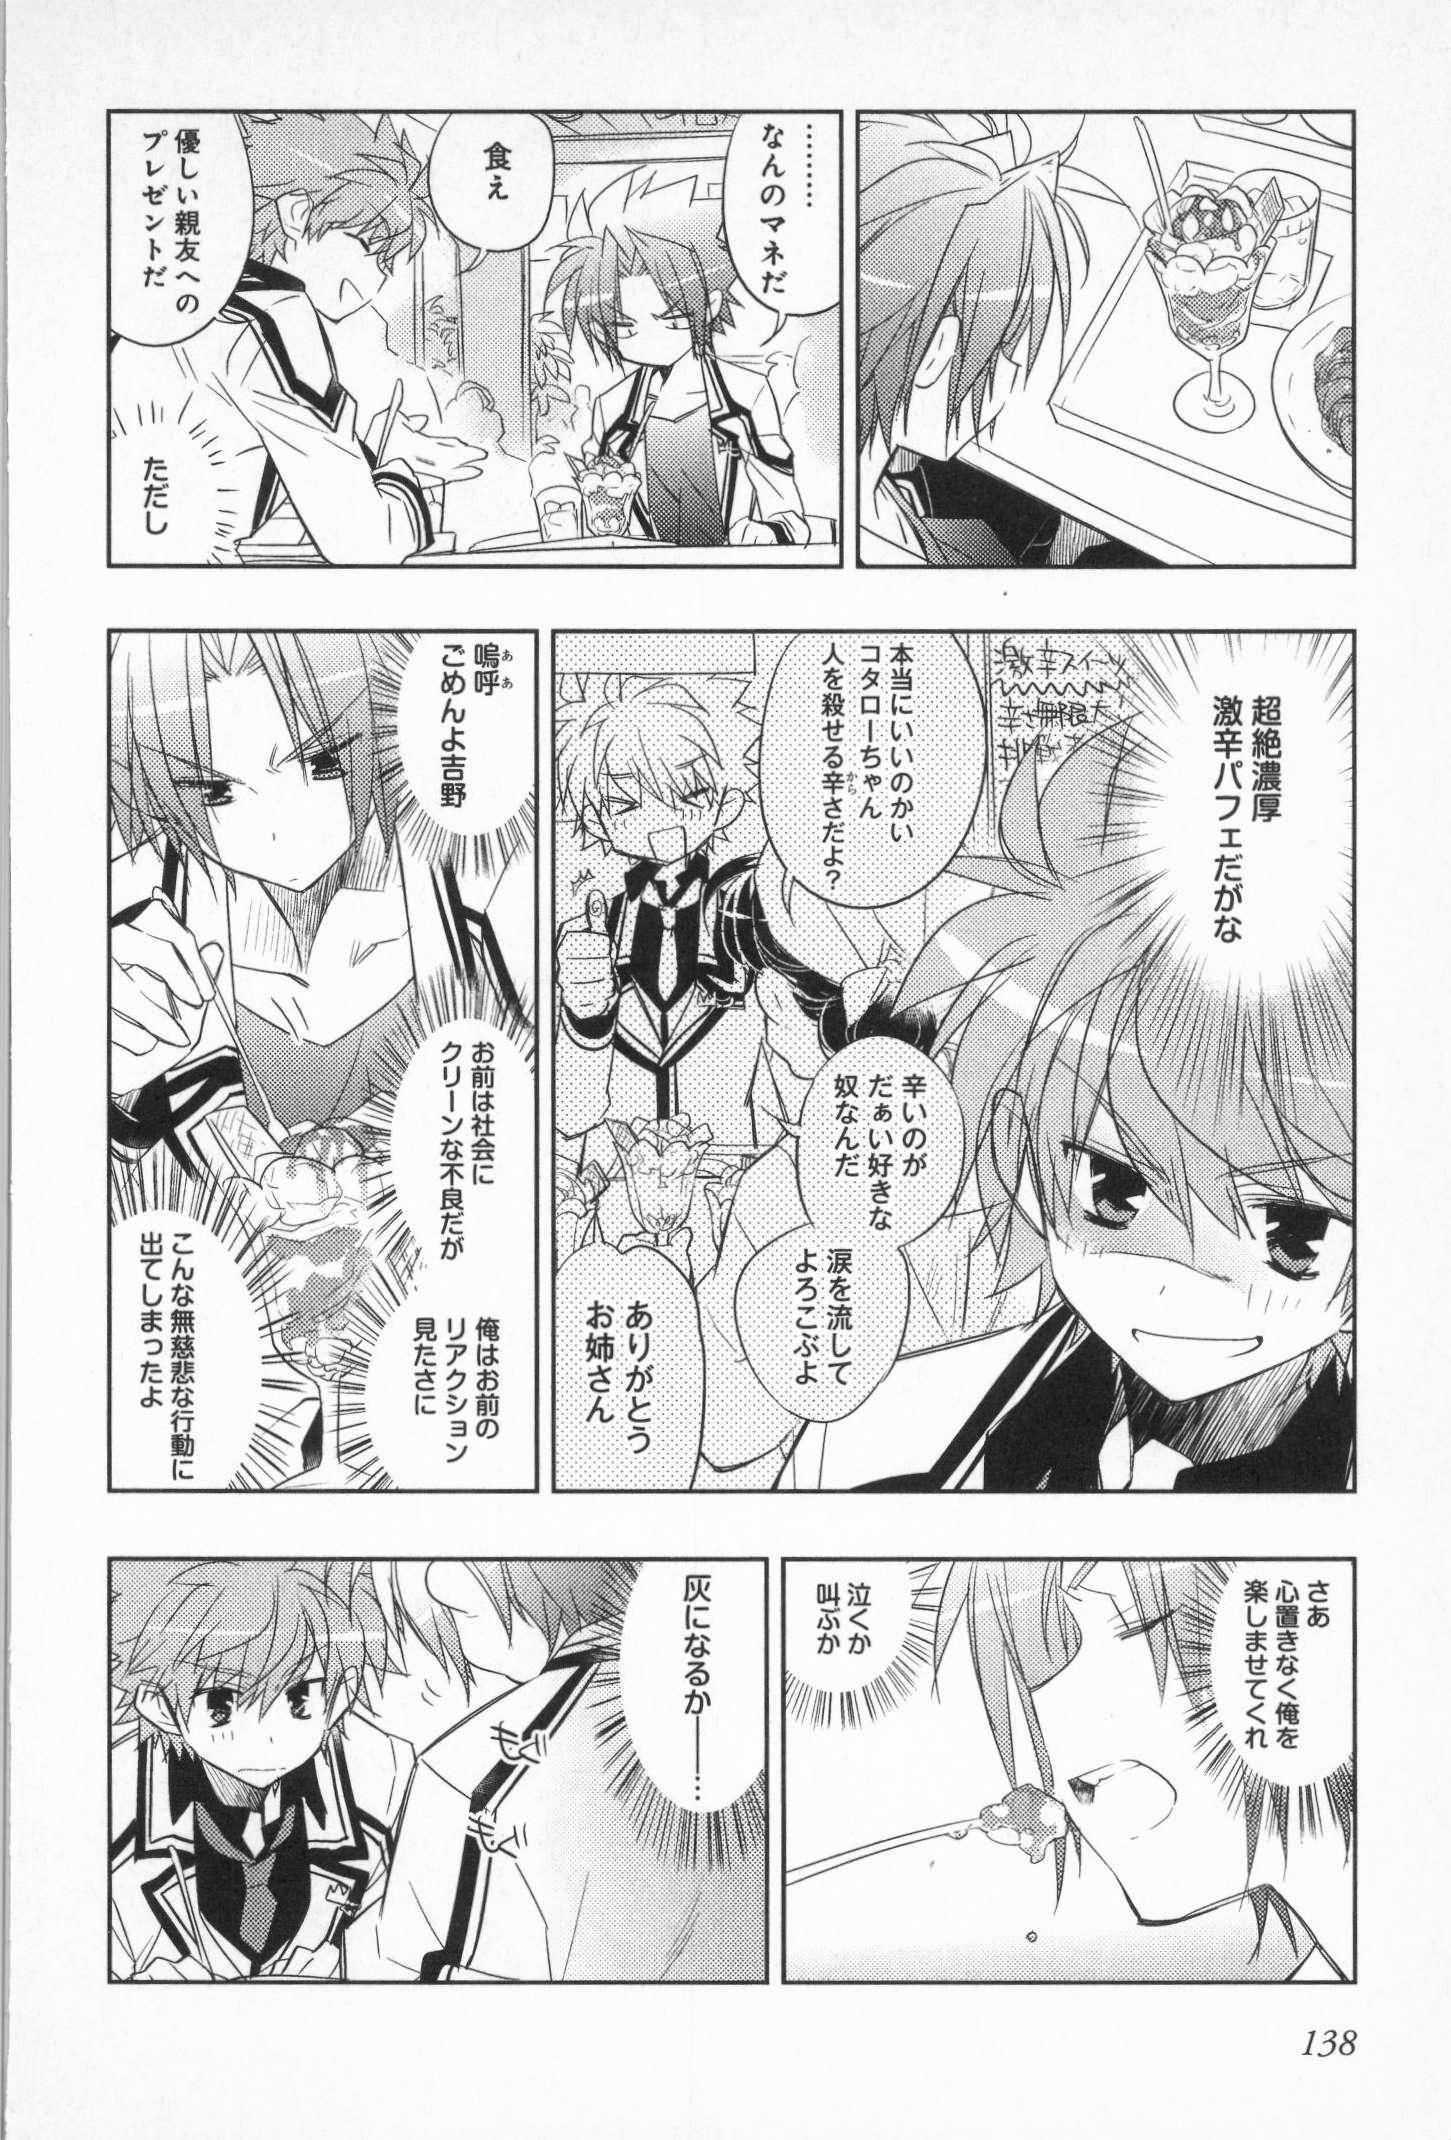 ………
なんのマネだ
食え
優しい親友への
プレゼントだ
ただし
超絶濃厚
激辛パフェだがな
激辛スイーツ
辛さ無限大
本当にいいのかい
コタローちゃん
人を殺せる辛さだよ？
辛いのが
だぁい好きな
奴なんだ
涙を流して
よろこぶよ
ありがとう
お姉さん
嗚呼
ごめんよ吉野
お前は社会に
クリーンな不良だが
俺はお前の
リアクション
見たさに
こんな無慈悲な行動に
出てしまったよ
さあ
心置きなく俺を
楽しませてくれ
泣くか
叫ぶか
灰になるか――…
138